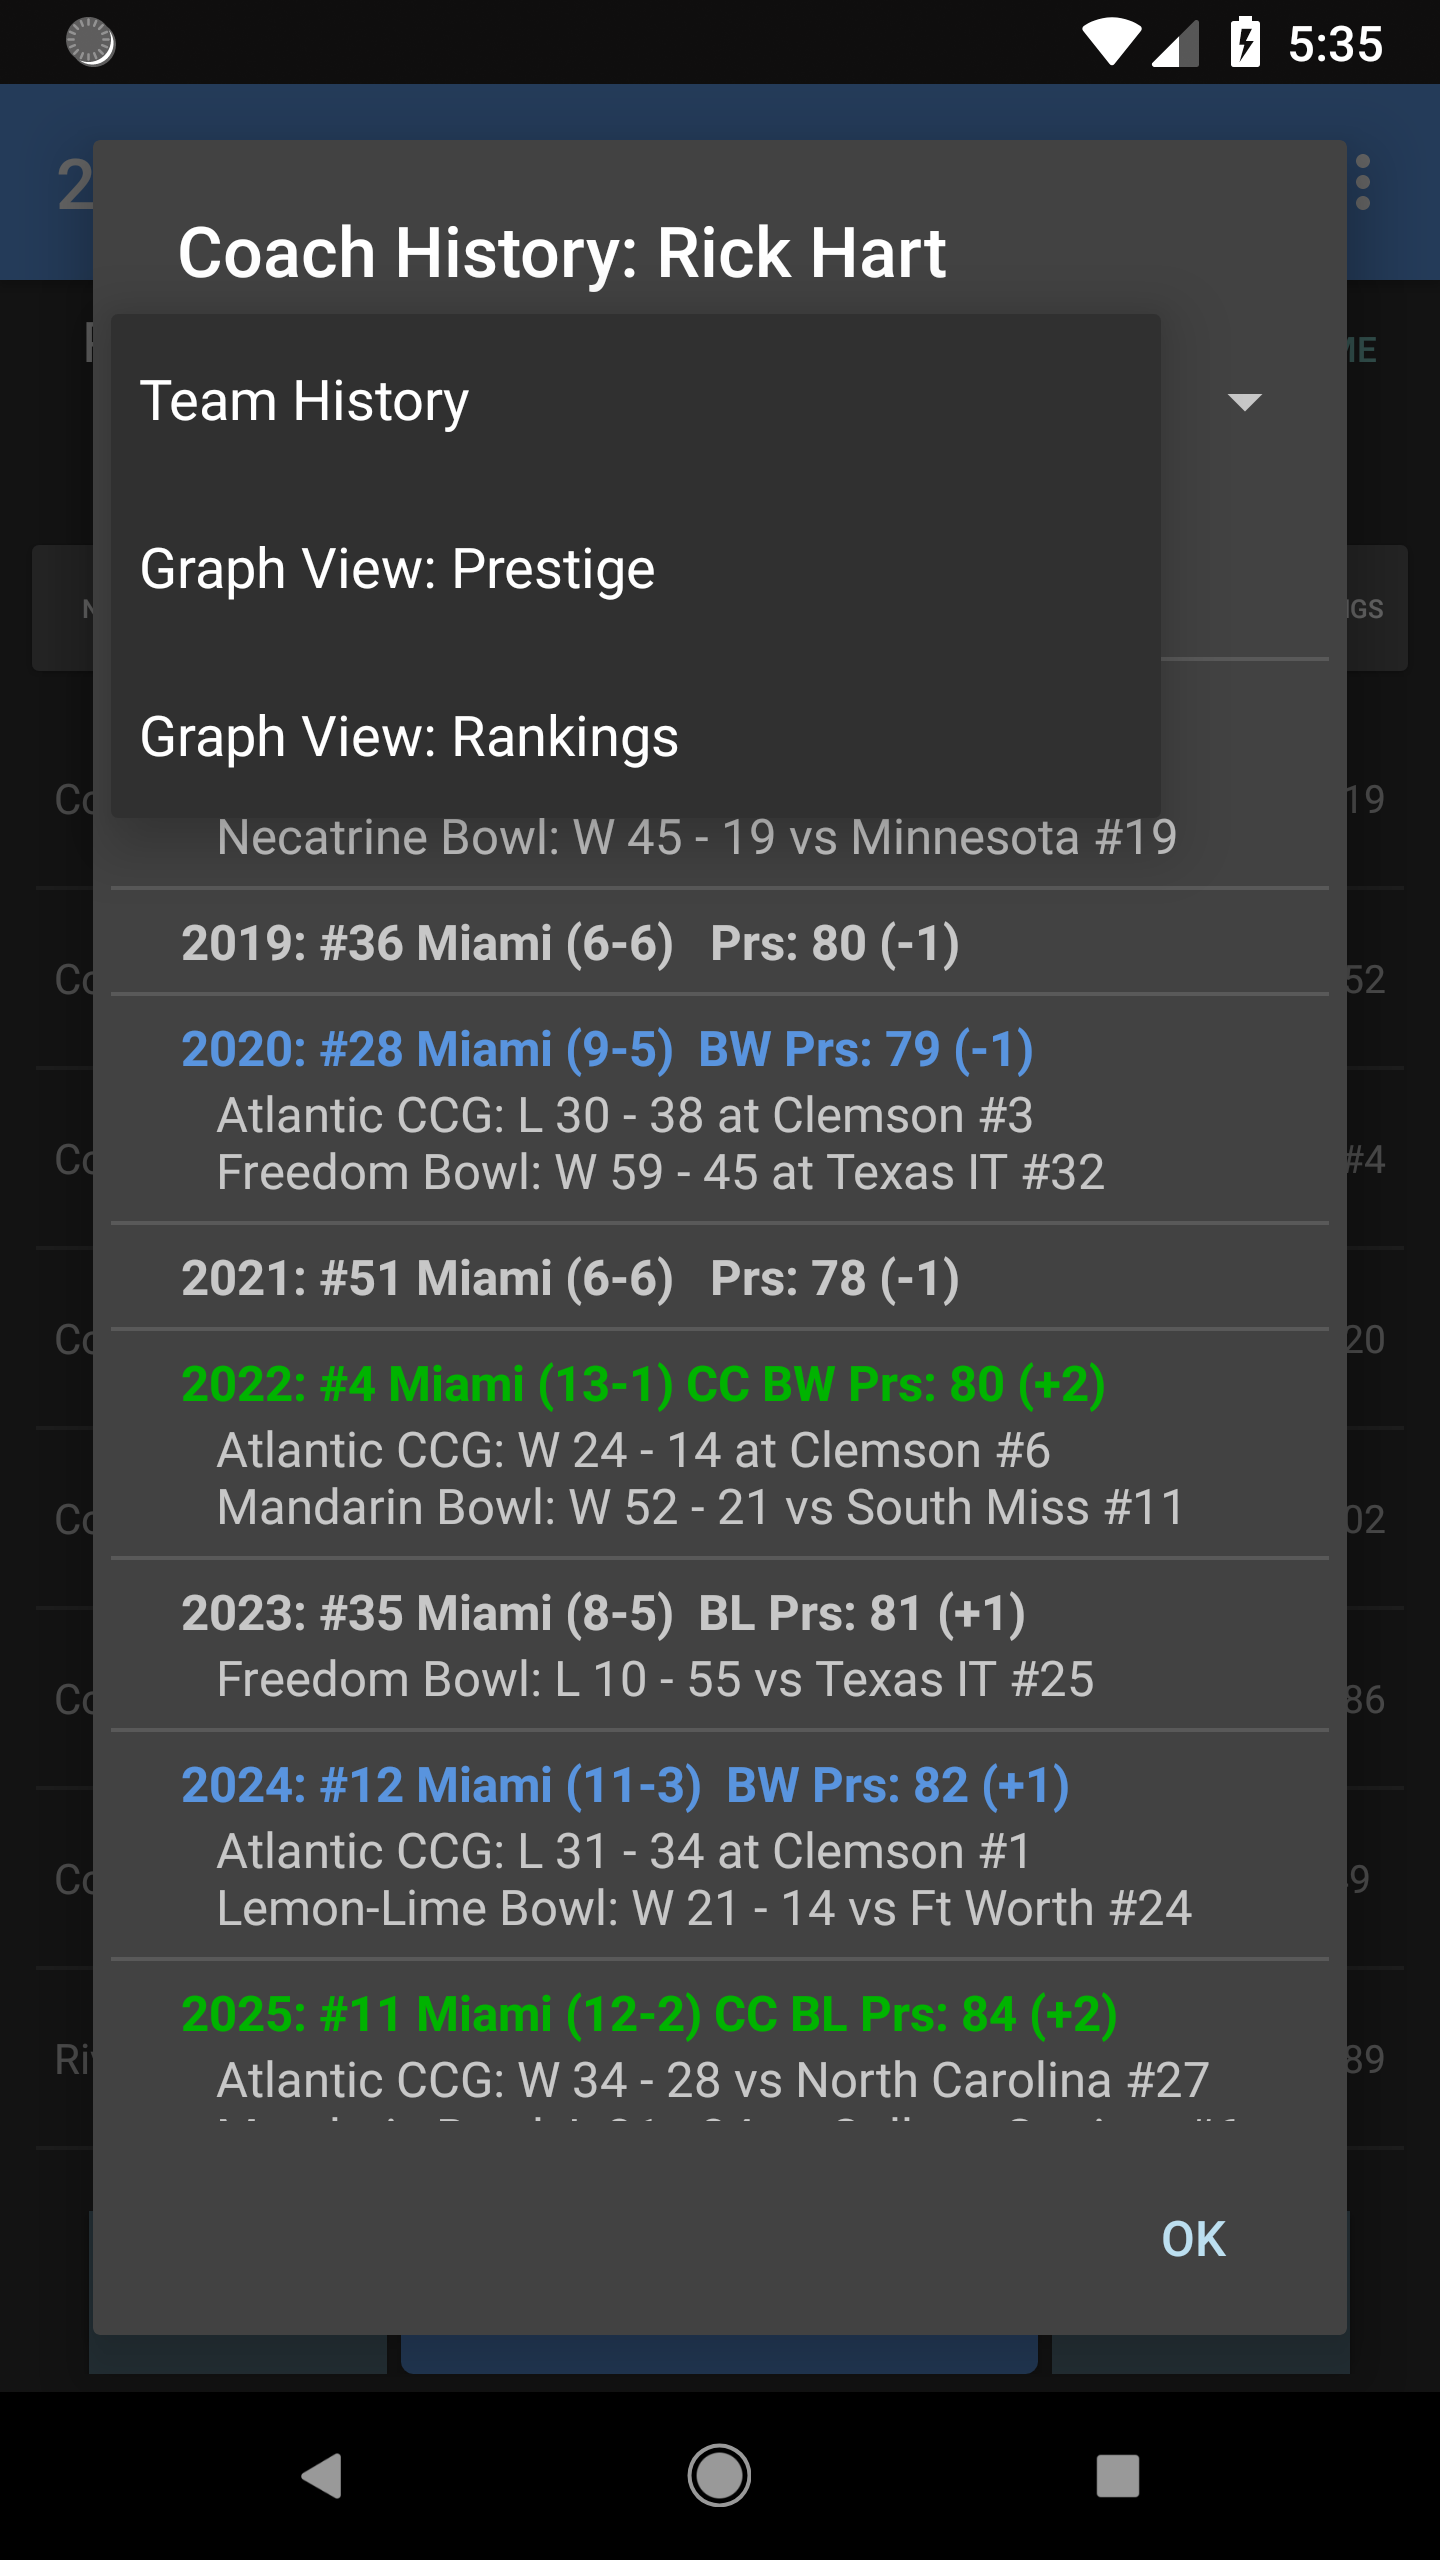 5:35
2
Coach History: Rick Hart
Team History
ME
Graph View: Prestige
Graph View: Rankings
Necatrine Bowl: W 45 - 19 vs Minnesota #19
2019: #36 Miami (6-6) Prs: 80 (-1)
2020: #28 Miami (9-5) BW Prs: 79 (-1)
Atlantic CCG: L 30 - 38 at Clemson #3
Freedom Bowl: W 59 - 45 at Texas IT #32
2021: #51 Miami (6-6) Prs: 78 (-1)
2022: #4 Miami (13-1) CC BW Prs: 80 (+2)
Atlantic CCG: W 24 - 14 at Clemson #6
Mandarin Bowl: W 52 - 21 vs South Miss #11
2023: #35 Miami (8-5) BL Prs: 81 (+1)
Freedom Bowl: L 10 - 55 vs Texas IT #25
2024: #12 Miami (11-3) BW Prs: 82 (+1)
Atlantic CCG: L 31 - 34 at Clemson #1
Lemon-Lime Bowl: W 21 - 14 vs Ft Worth #24
2025: #11 Miami (12-2) CC BL Prs: 84 (+2)
Atlantic CCG: W 34 - 28 vs North Carolina #27
OK